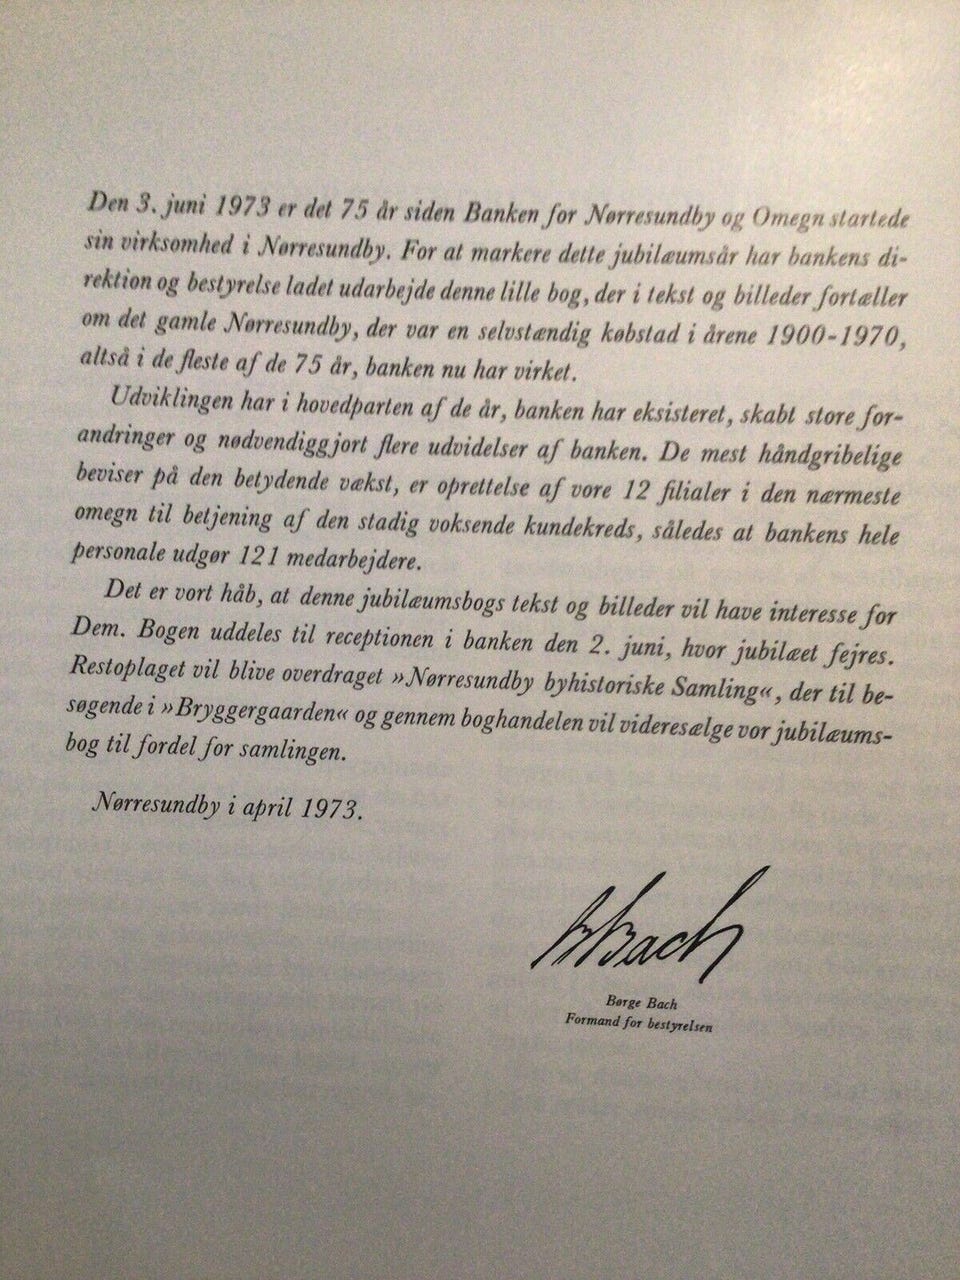 Den 3. juni 1973 er det 75 år siden Banken for Nørresundby og Omegn startede
sin virksomhed i Nørresundby. For at markere dette jubilæumsår har bankens di-
rektion og bestyrelse ladet udarbejde denne lille bog, der i tekst og billeder fortæller
om det gamle Nørresundby, der var en selvstændig købstad i årene 1900-1970,
altså i de fleste af de 75 år, banken nu har virket.
Udviklingen har i hovedparten af de år, banken har eksisteret, skabt store for-
andringer og nødvendiggjort flere udvidelser af banken. De mest håndgribelige
beviser på den betydende vækst, er oprettelse af vore 12 filialer i den nærmeste
omegn til betjening af den stadig voksende kundekreds, således at bankens hele
personale udgør 121 medarbejdere.
Det er vort håb, at denne jubilæumsbogs tekst og billeder vil have interesse for
Dem. Bogen uddeles til receptionen i banken den 2. juni, hvor jubilæet fejres.
Restoplaget vil blive overdraget »Nørresundby byhistoriske Samling«, der til be-
søgende i »Bryggergaarden« og gennem boghandelen vil videresælge vor jubilæums-
bog til fordel for samlingen.
Nørresundby i april 1973.
BBach
Børge Bach
Formand for bestyrelsen